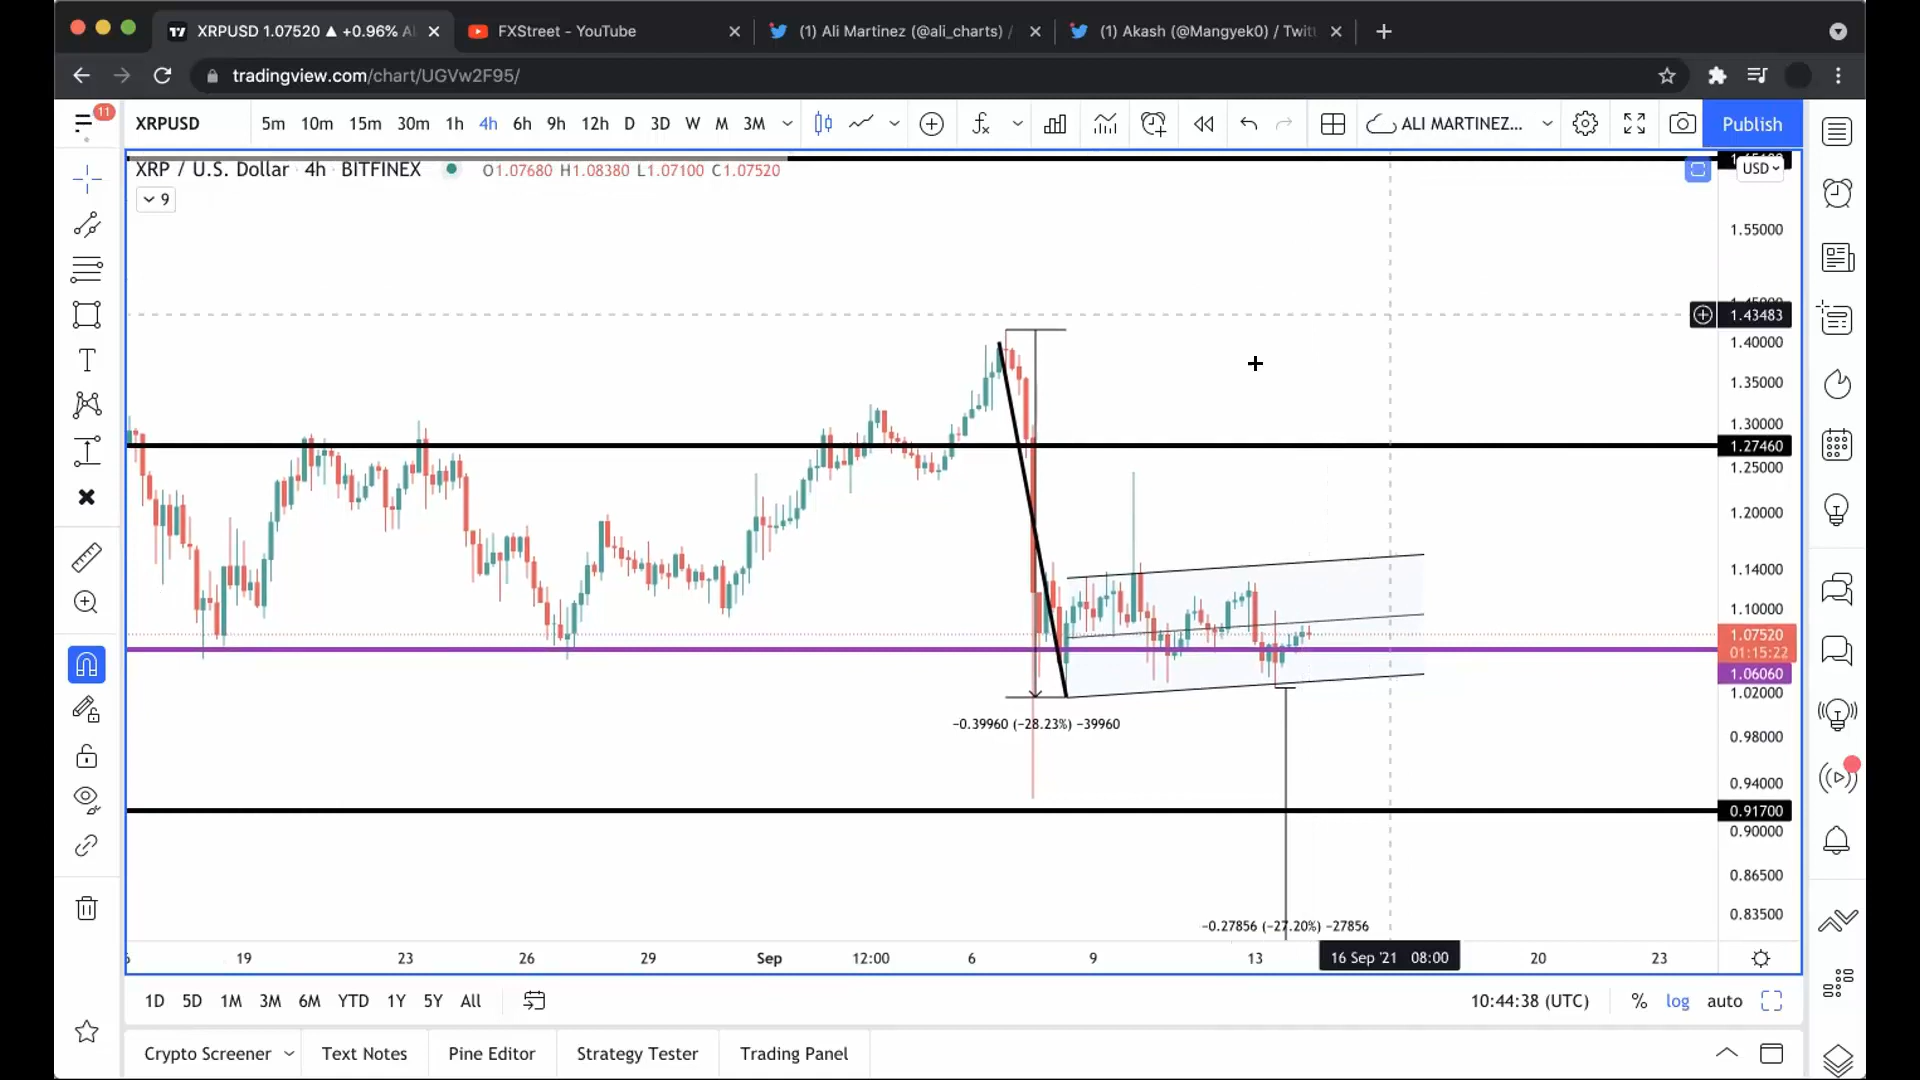 XRPUSD 1.07520 ▲ +0.96% Al
FXStreet - YouTube
(1) Ali Martinez (@ali_charts) /
(1) Akash (@Mangyek0) / Twitt
tradingview.com/chart/UGVw2F95/
11
XRPUSD
5m 10m 15m 30m 1h 4h 6h 9h 12h D 3D W M 3M
ALI MARTINEZ...
Publish
XRP / U.S. Dollar 4h · BITFINEX
O1.07680 H1.08380 L1.07100 C1.07520
9
USD
1.55000
1.43483
1.40000
1.35000
1.30000
1.27460
1.25000
1.20000
1.14000
1.10000
1.07520
01:15:22
1.06060
1.02000
0.98000
0.94000
0.91700
0.90000
0.86500
0.83500
−0.39960 (−28.23%) −39960
−0.27856 (−27.20%) −27856
19 23 26 29 Sep 12:00 6 9 13 16 Sep '21 08:00 20 23
1D 5D 1M 3M 6M YTD 1Y 5Y All
10:44:38 (UTC) % log auto
Crypto Screener Text Notes Pine Editor Strategy Tester Trading Panel